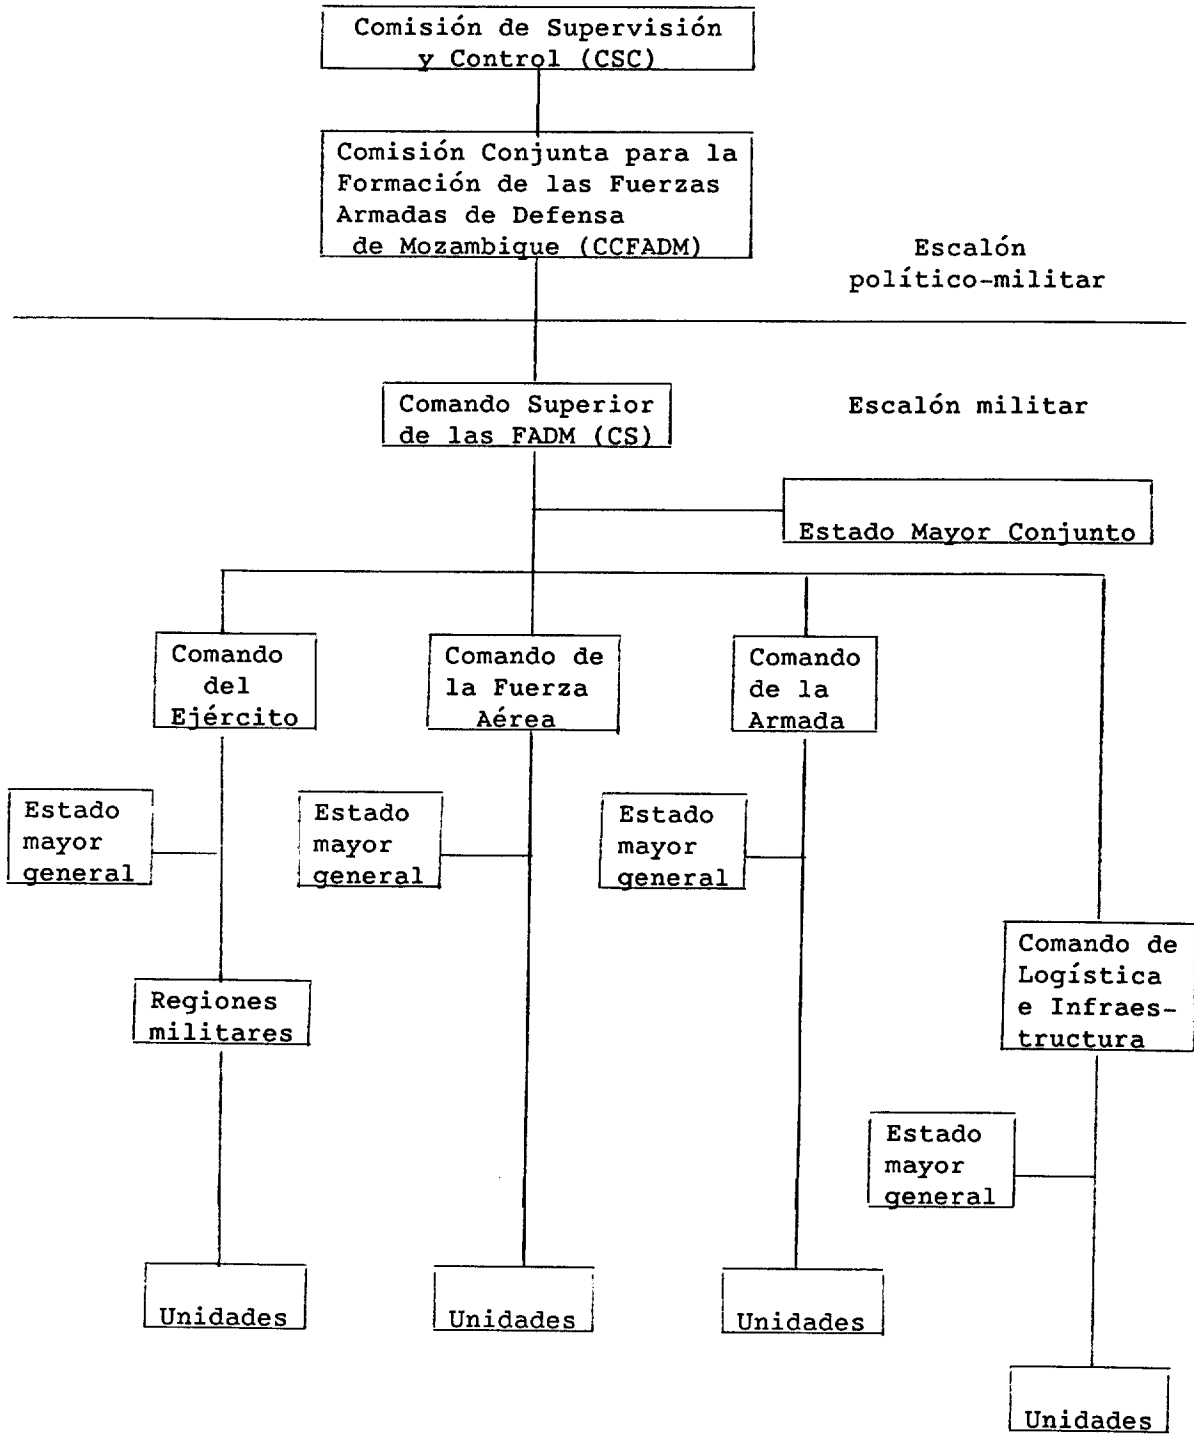 Comisión de Supervisión
y Control (CSC)
Comisión Conjunta para la
Formación de las Fuerzas
Armadas de Defensa
de Mozambique (CCFADM)
Escalón
político-militar
Comando Superior
de las FADM (CS)
Escalón militar
Estado Mayor Conjunto
Comando
del
Ejército
Comando de
la Fuerza
Aérea
Comando
de la
Armada
Estado
mayor
general
Estado
mayor
general
Estado
mayor
general
Comando de
Logística
e Infraes-
tructura
Regiones
militares
Estado
mayor
general
Unidades
Unidades
Unidades
Unidades